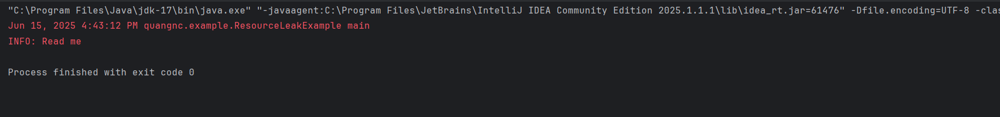 "C:\Program Files\Java\jdk-17\bin\java.exe" "-javaagent:C:\Program Files\JetBrains\IntelliJ IDEA Community Edition 2025.1.1.1\lib\idea_rt.jar=61476" -Dfile.encoding=UTF-8 -clas
Jun 15, 2025 4:43:12 PM quangnc.example.ResourceLeakExample main
INFO: Read me
Process finished with exit code 0